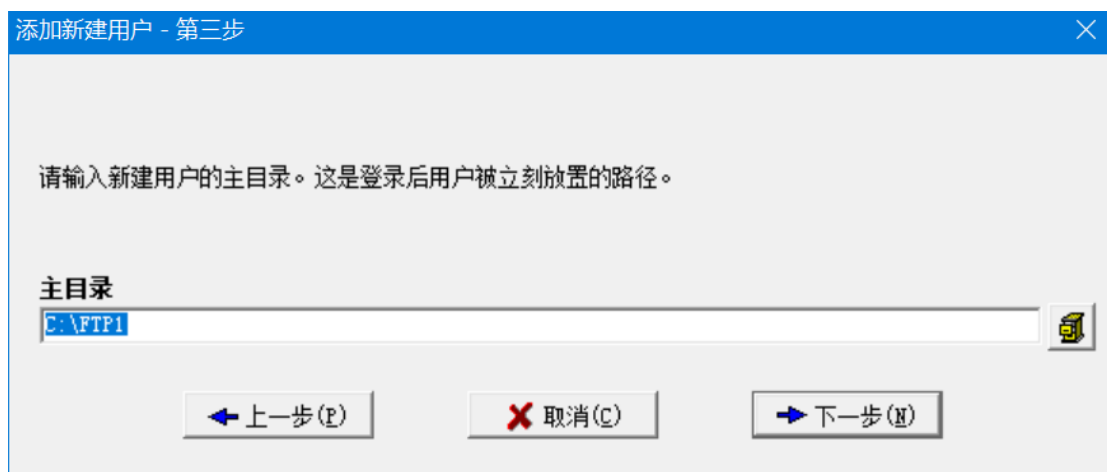 添加新建用户 - 第三步
请输入新建用户的主目录。这是登录后用户被立刻放置的路径。
主目录
C:\FTP1
上一步(P) 取消(C) 下一步(N)